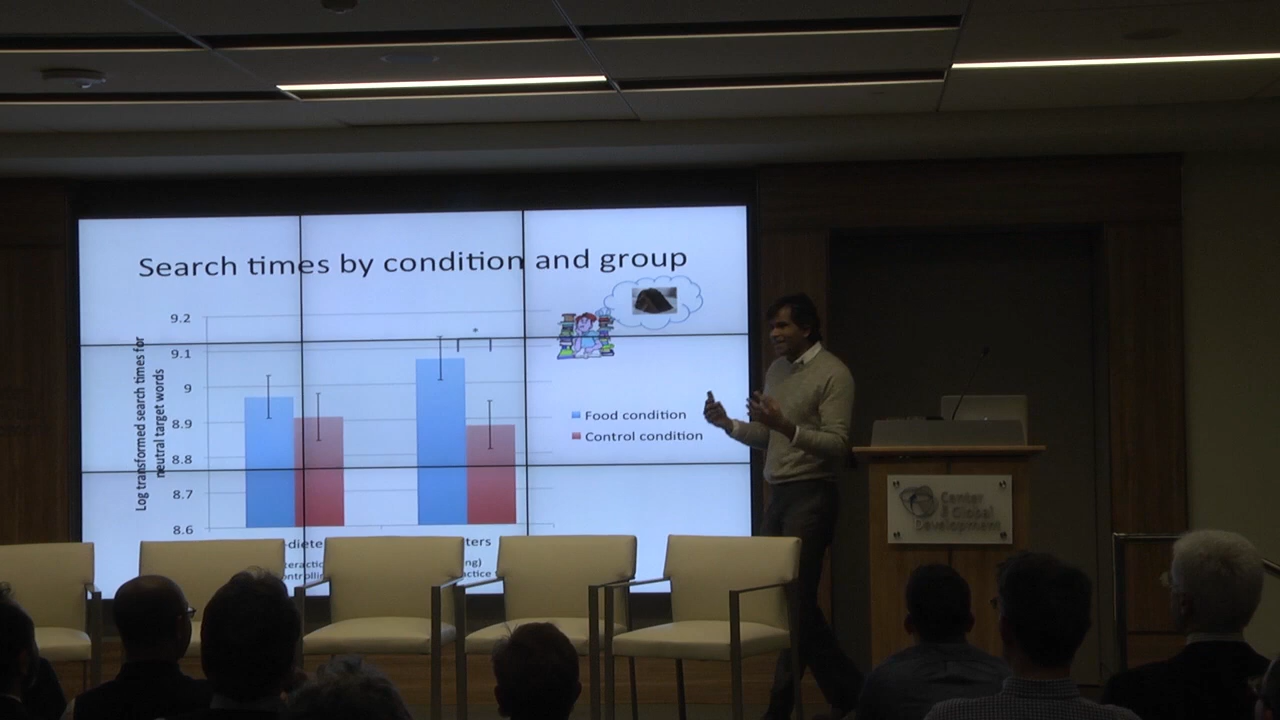 Search times by condition and group
9.2
9.1
9
8.9
8.8
8.7
8.6
Log transformed search times for
neutral target words
Food condition
Control condition
Center
Global
Development